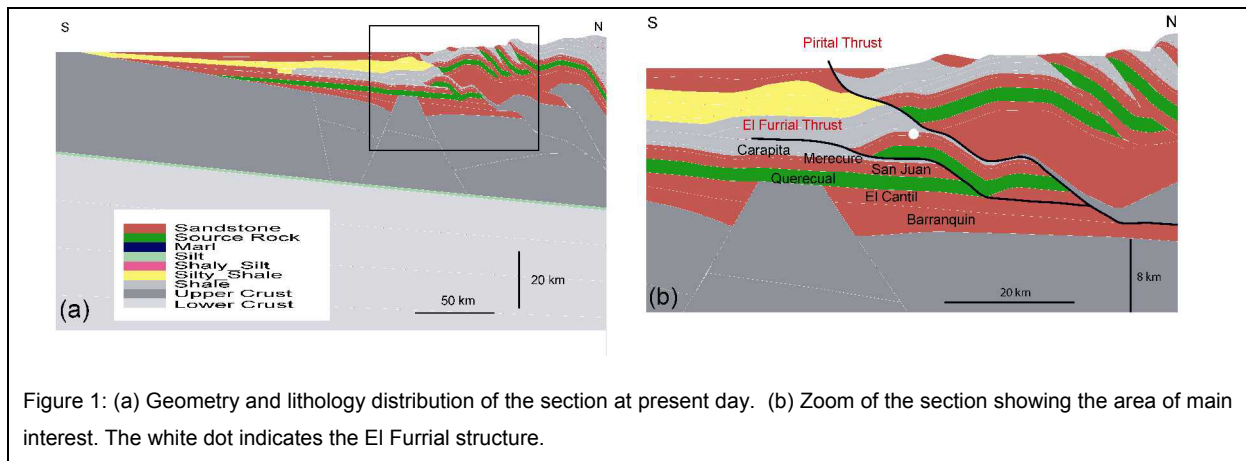 S
N
Sandstone
Source Rock
Marl
Silt
Shaly_Silt
Silty_Shale
Shale
Upper Crust
Lower Crust
20 km
50 km
(a)
S
N
Pirital Thrust
El Furrial Thrust
Carapita
Merecure
San Juan
Querecual
El Cantil
Barranquin
20 km
8 km
(b)
Figure 1: (a) Geometry and lithology distribution of the section at present day. (b) Zoom of the section showing the area of main
interest. The white dot indicates the El Furrial structure.